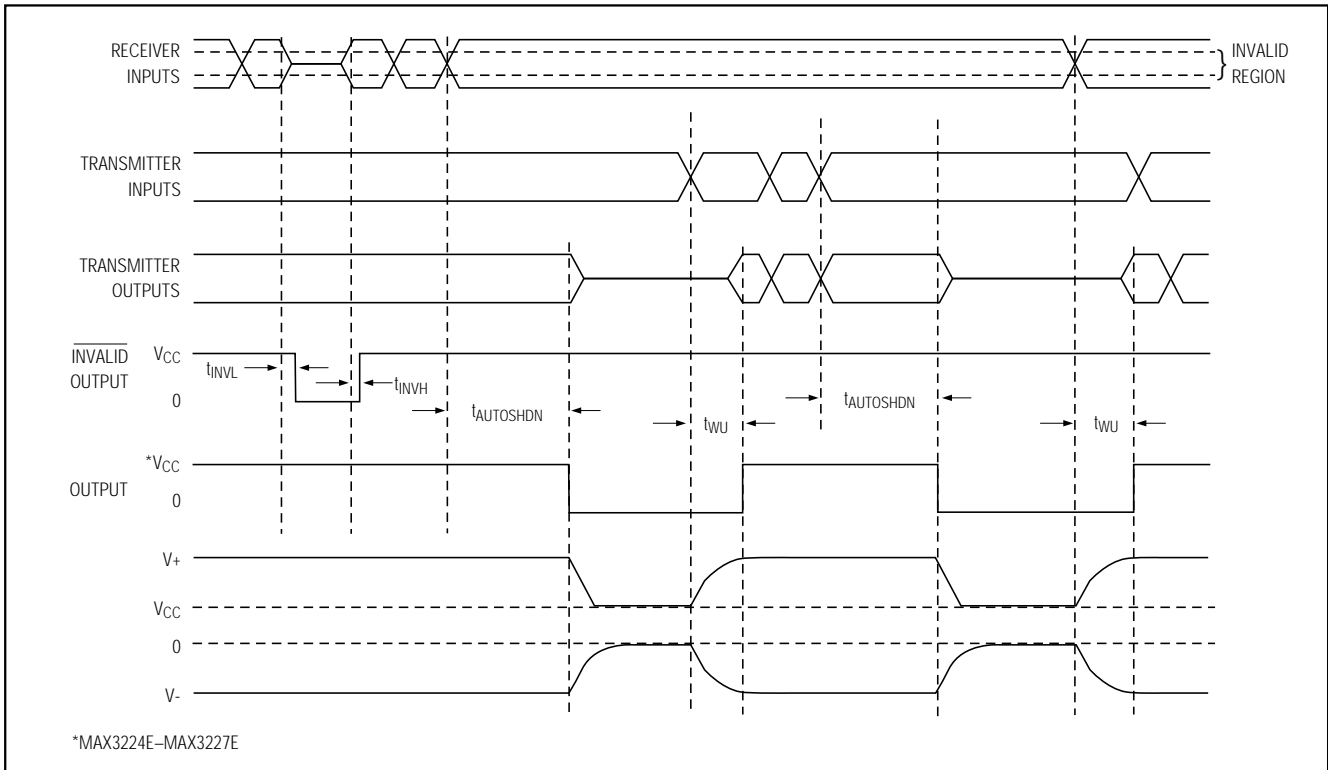 RECEIVER
INPUTS
INVALID
REGION
TRANSMITTER
INPUTS
TRANSMITTER
OUTPUTS
INVALID
OUTPUT
VCC
0
tINVL
tINVH
tAUTOSHDN
tWU
tAUTOSHDN
tWU
OUTPUT
*VCC
0
V+
VCC
0
V-
*MAX3224E–MAX3227E